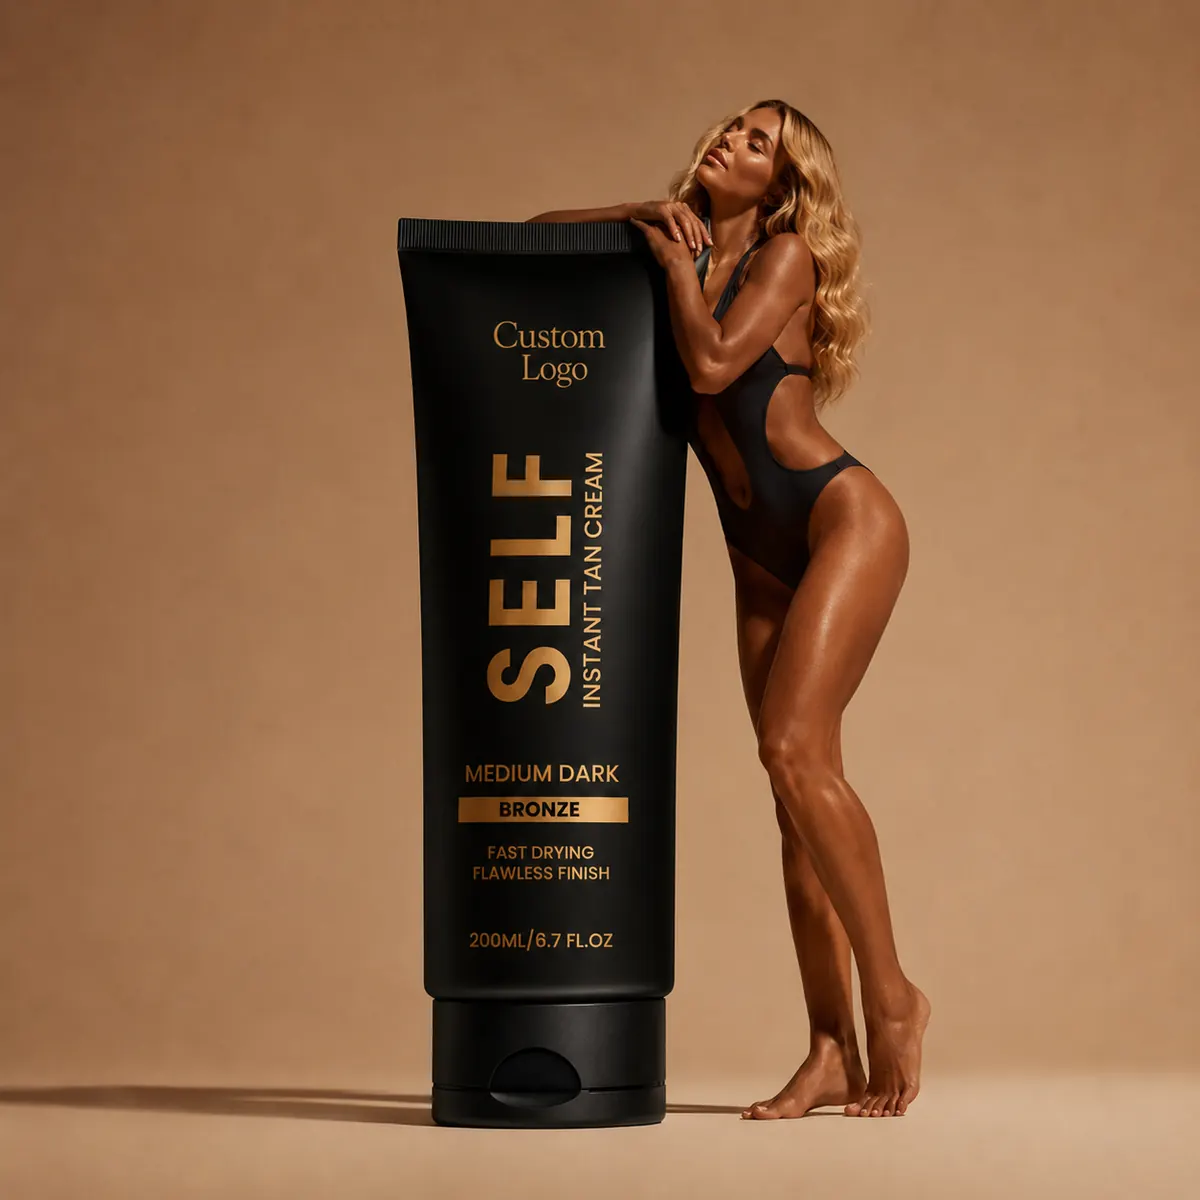 Custom
Logo
SELF
INSTANT TAN CREAM
MEDIUM DARK
BRONZE
FAST DRYING
FLAWLESS FINISH
200ML/6.7 FL.OZ